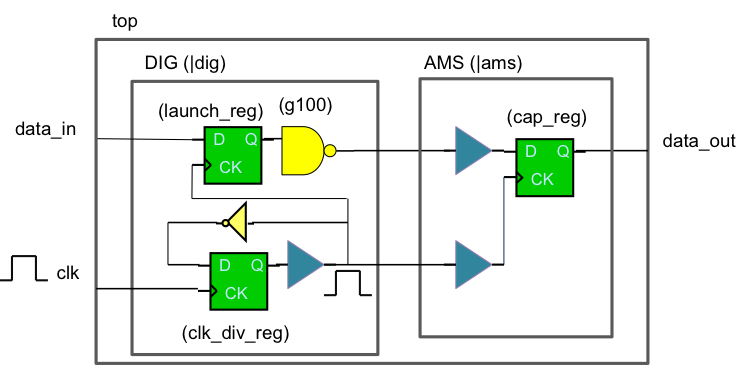 top
DIG (|dig)
AMS (|ams)
(launch_reg)
(g100)
(cap_reg)
data_in
D Q
CK
D Q
CK
data_out
clk
D Q
CK
(clk_div_reg)